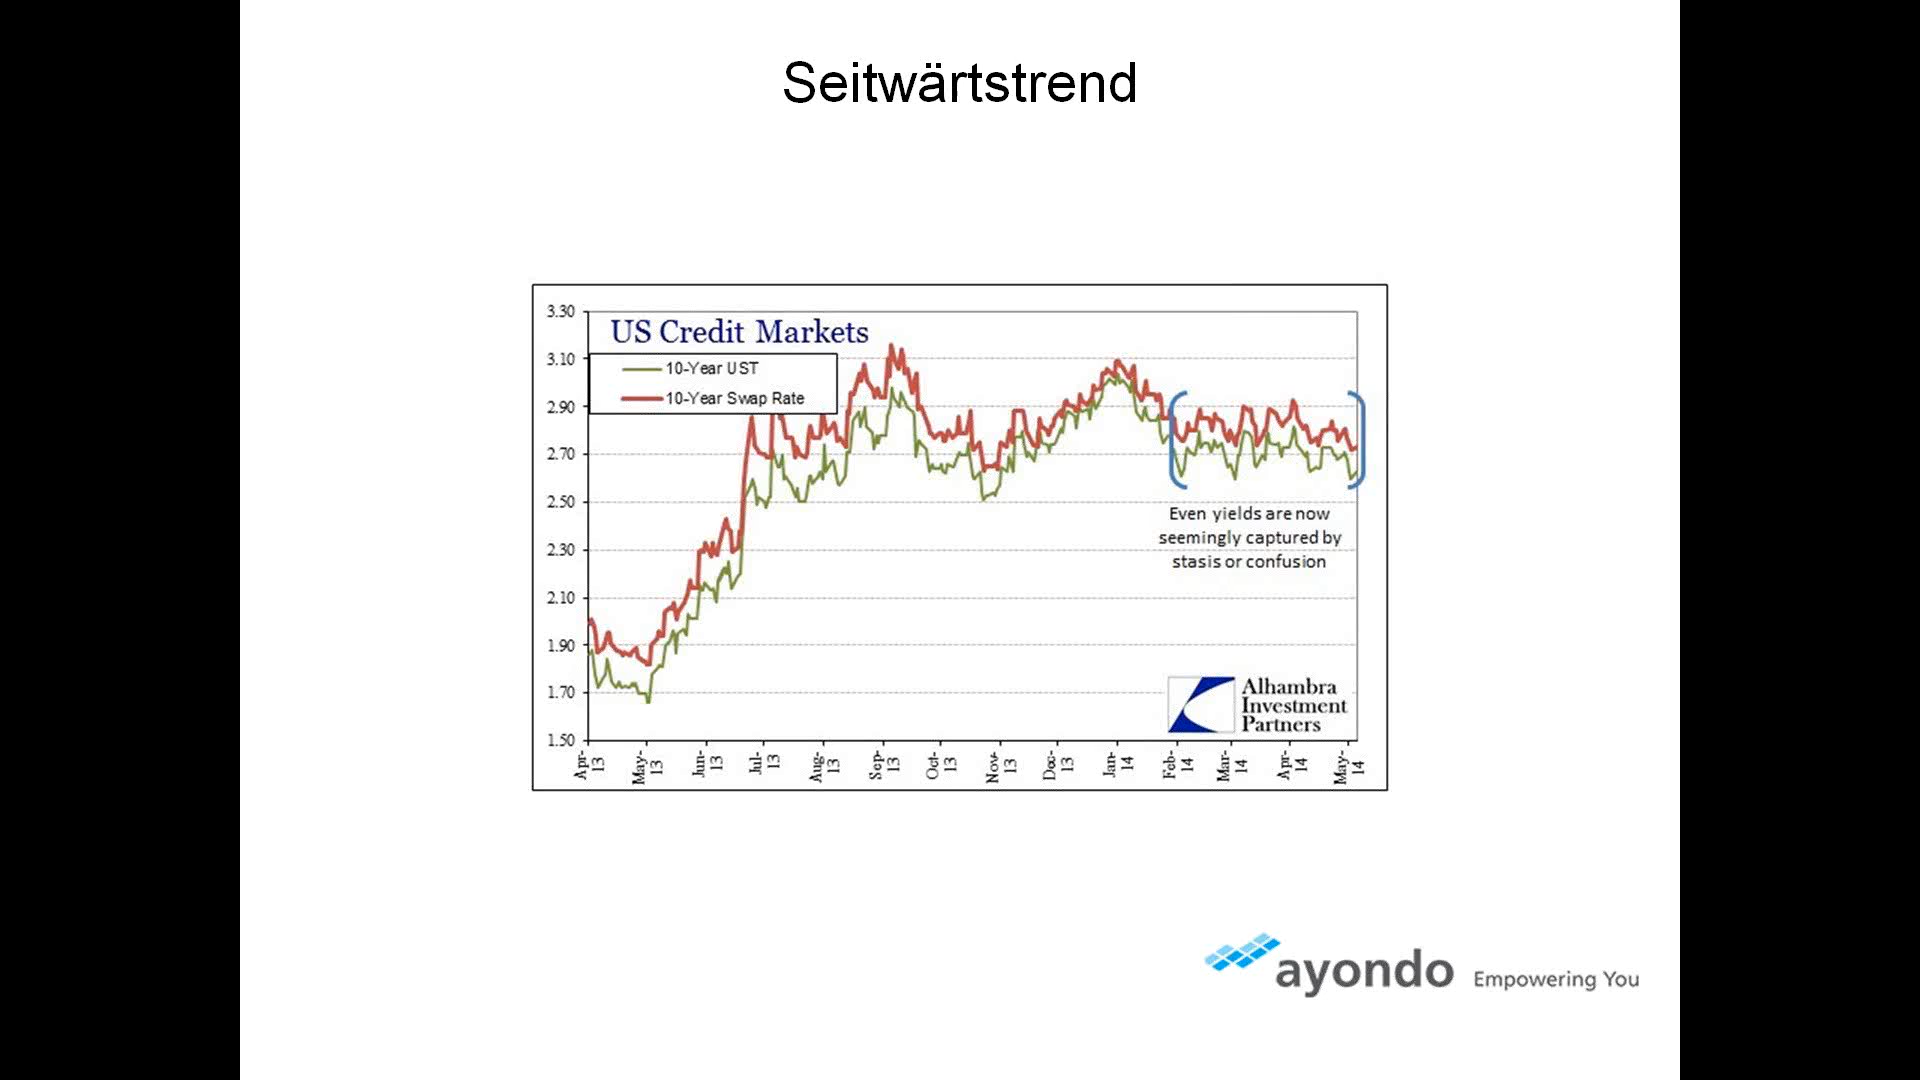 Seitwärtstrend
US Credit Markets
10-Year UST
10-Year Swap Rate
3.30
3.10
2.90
2.70
2.50
2.30
2.10
1.90
1.70
1.50
Even yields are now
seemingly captured by
stasis or confusion
Alhambra
Investment
Partners
Apr-13
May-13
Jun-13
Jul-13
Aug-13
Sep-13
Oct-13
Nov-13
Dec-13
Jan-14
Feb-14
Mar-14
Apr-14
May-14
ayondo Empowering You